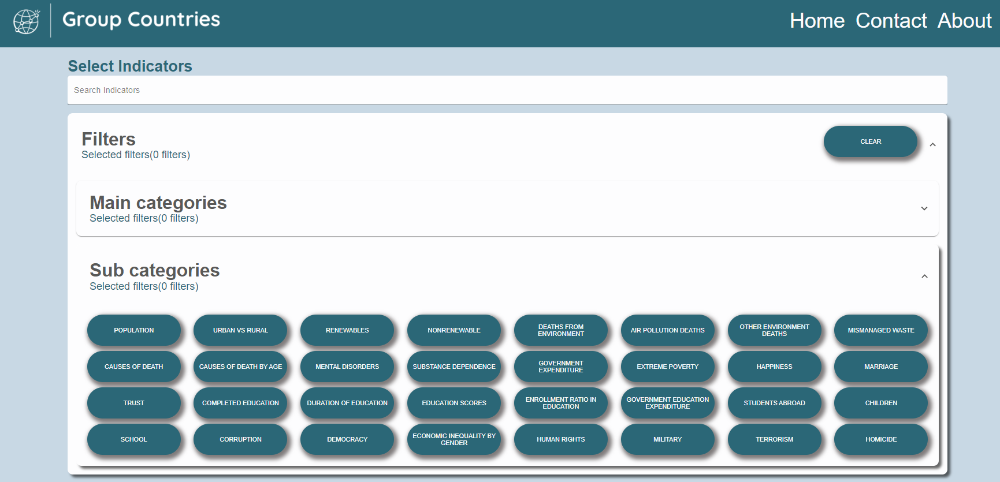 Group Countries
Home Contact About
Select Indicators
Search Indicators
Filters
Selected filters(0 filters)
CLEAR
Main categories
Selected filters(0 filters)
Sub categories
Selected filters(0 filters)
POPULATION
URBAN VS RURAL
RENEWABLES
NONRENEWABLE
DEATHS FROM
ENVIRONMENT
AIR POLLUTION DEATHS
OTHER ENVIRONMENT
DEATHS
MISMANAGED WASTE
CAUSES OF DEATH
CAUSES OF DEATH BY AGE
MENTAL DISORDERS
SUBSTANCE DEPENDENCE
GOVERNMENT
EXPENDITURE
EXTREME POVERTY
HAPPINESS
MARRIAGE
TRUST
COMPLETED EDUCATION
DURATION OF EDUCATION
EDUCATION SCORES
ENROLLMENT RATIO IN
EDUCATION
GOVERNMENT EDUCATION
EXPENDITURE
STUDENTS ABROAD
CHILDREN
SCHOOL
CORRUPTION
DEMOCRACY
ECONOMIC INEQUALITY BY
GENDER
HUMAN RIGHTS
MILITARY
TERRORISM
HOMICIDE